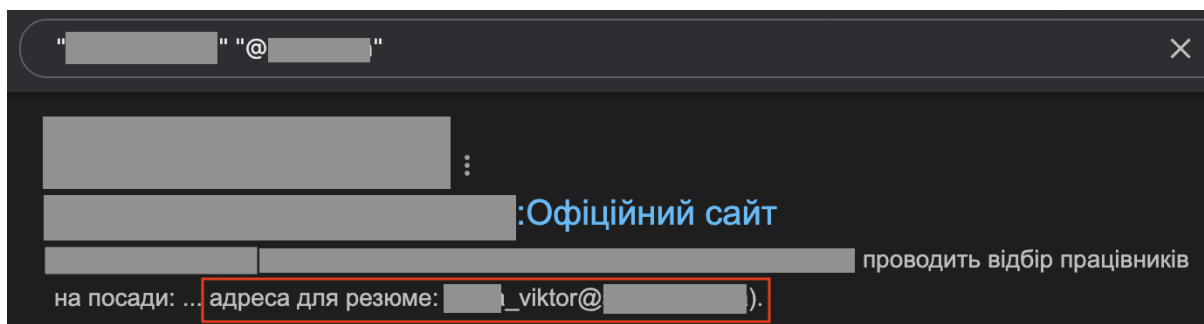 " " "@ "
:Офіційний сайт
проводить відбір працівників
на посади: ... адреса для резюме: _viktor@ ).